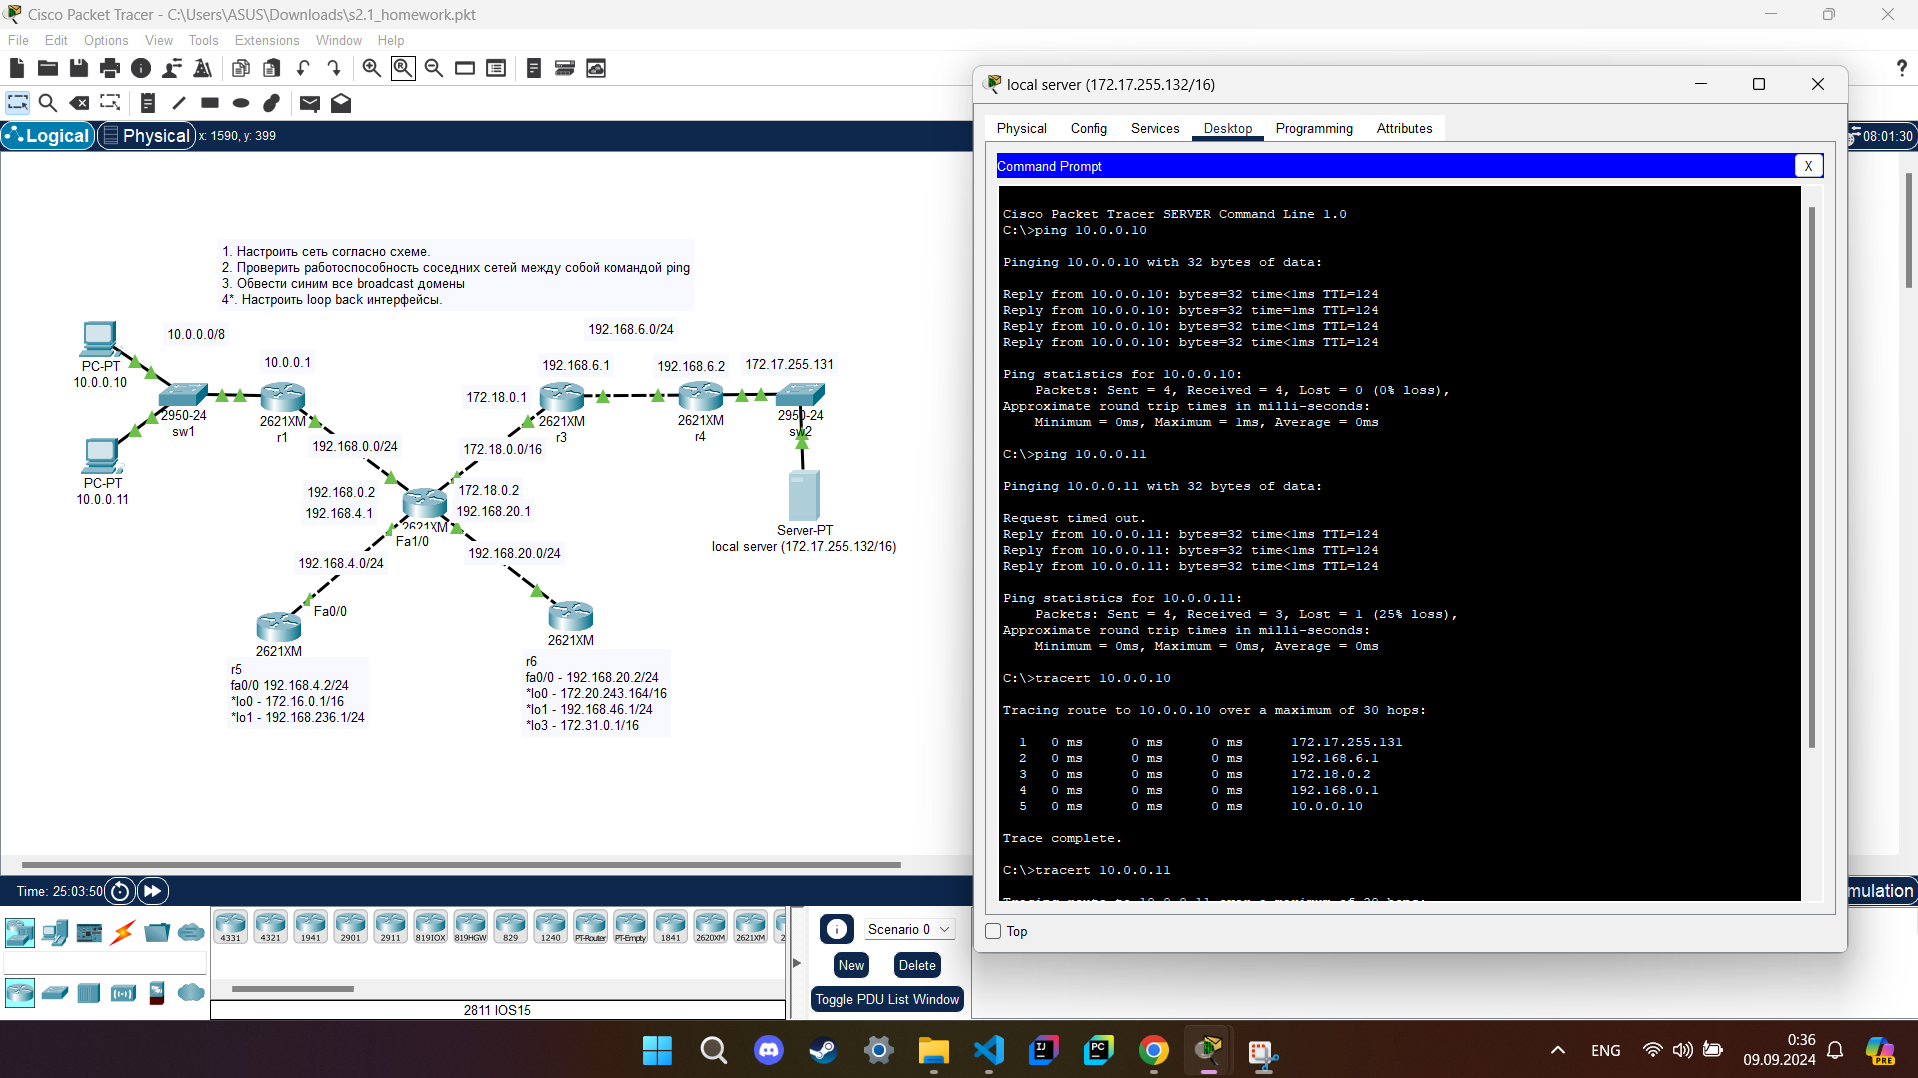 Cisco Packet Tracer - C:\Users\ASUS\Downloads\s2.1_homework.pkt
File Edit Options View Tools Extensions Window Help
?
Logical Physical x: 1590, y: 399
08:01:30
1. Настроить сеть согласно схеме.
2. Проверить работоспособность соседних сетей между собой командой ping
3. Обвести синим все broadcast домены
4*. Настроить loop back интерфейсы.
192.168.6.0/24
10.0.0.0/8
10.0.0.1
192.168.6.1
192.168.6.2
172.17.255.131
PC-PT
10.0.0.10
172.18.0.1
2950-24
sw1
2621XM
r1
2621XM
r3
2621XM
r4
2950-24
sw2
192.168.0.0/24
172.18.0.0/16
PC-PT
10.0.0.11
192.168.0.2
172.18.0.2
192.168.4.1
192.168.20.1
2621XM
Fa1/0
Server-PT
local server (172.17.255.132/16)
192.168.4.0/24
192.168.20.0/24
Fa0/0
2621XM
2621XM
r5
fa0/0 192.168.4.2/24
*lo0 - 172.16.0.1/16
*lo1 - 192.168.236.1/24
r6
fa0/0 - 192.168.20.2/24
*lo0 - 172.20.243.164/16
*lo1 - 192.168.46.1/24
*lo3 - 172.31.0.1/16
local server (172.17.255.132/16)
Physical Config Services Desktop Programming Attributes
Command Prompt
X
Cisco Packet Tracer SERVER Command Line 1.0
C:\>ping 10.0.0.10
Pinging 10.0.0.10 with 32 bytes of data:
Reply from 10.0.0.10: bytes=32 time<1ms TTL=124
Reply from 10.0.0.10: bytes=32 time=1ms TTL=124
Reply from 10.0.0.10: bytes=32 time<1ms TTL=124
Reply from 10.0.0.10: bytes=32 time<1ms TTL=124
Ping statistics for 10.0.0.10:
Packets: Sent = 4, Received = 4, Lost = 0 (0% loss),
Approximate round trip times in milli-seconds:
Minimum = 0ms, Maximum = 1ms, Average = 0ms
C:\>ping 10.0.0.11
Pinging 10.0.0.11 with 32 bytes of data:
Request timed out.
Reply from 10.0.0.11: bytes=32 time<1ms TTL=124
Reply from 10.0.0.11: bytes=32 time<1ms TTL=124
Reply from 10.0.0.11: bytes=32 time<1ms TTL=124
Ping statistics for 10.0.0.11:
Packets: Sent = 4, Received = 3, Lost = 1 (25% loss),
Approximate round trip times in milli-seconds:
Minimum = 0ms, Maximum = 0ms, Average = 0ms
C:\>tracert 10.0.0.10
Tracing route to 10.0.0.10 over a maximum of 30 hops:
1 0 ms 0 ms 0 ms 172.17.255.131
2 0 ms 0 ms 0 ms 192.168.6.1
3 0 ms 0 ms 0 ms 172.18.0.2
4 0 ms 0 ms 0 ms 192.168.0.1
5 0 ms 0 ms 0 ms 10.0.0.10
Trace complete.
C:\>tracert 10.0.0.11
Tracing route to 10.0.0.11 over a maximum of 30 hops:
Top
Time: 25:03:50
mulation
4331 4321 1941 2901 2911 819IOX 819HGW 829 1240 PT-Router PT-Empty 1841 2620XM 2621XM 2
2811 IOS15
Scenario 0
New Delete
Toggle PDU List Window
ENG
0:36
09.09.2024
IJ
PC
PRE